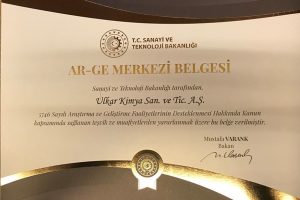 T.C. SANAYİ VE
TEKNOLOJİ BAKANLIĞI
AR-GE MERKEZİ BELGESİ
Sanayi ve Teknoloji Bakanlığı tarafından,
Ulkar Kimya San. ve Tic. A.Ş.
5746 Sayılı Araştırma ve Geliştirme Faaliyetlerinin Desteklenmesi Hakkında Kanun
kapsamında sağlanan teşvik ve muafiyetlerden yararlanmak üzere bu belge verilmiştir.
Mustafa VARANK
Bakan